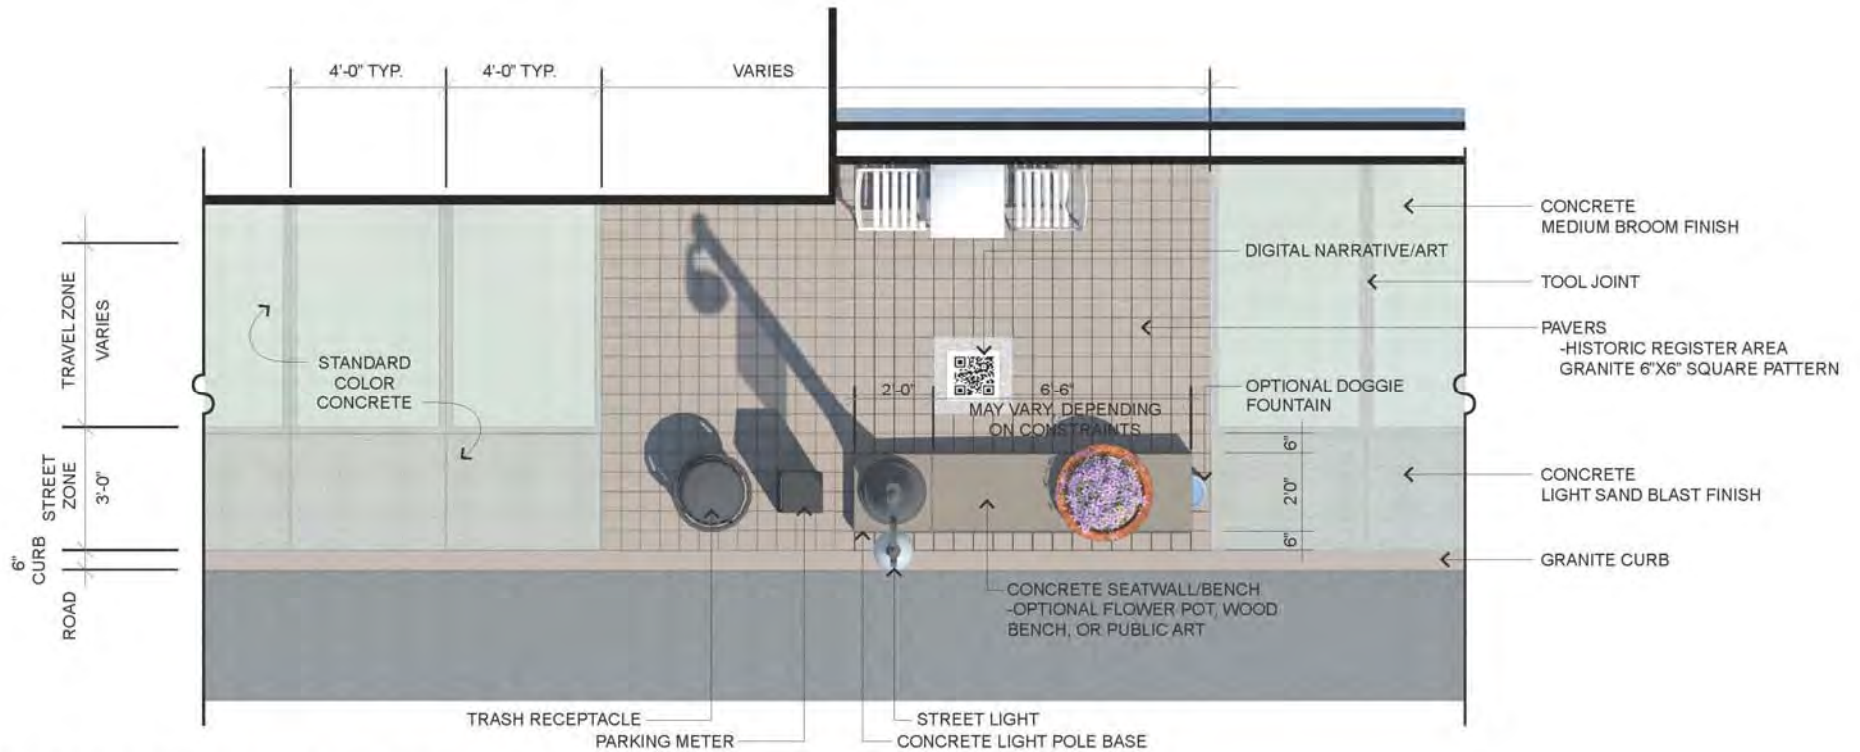 4'-0" TYP.
4'-0" TYP.
VARIES
CONCRETE
MEDIUM BROOM FINISH
DIGITAL NARRATIVE/ART
TOOL JOINT
TRAVEL ZONE
VARIES
PAVERS
-HISTORIC REGISTER AREA
GRANITE 6"X6" SQUARE PATTERN
STANDARD
COLOR
CONCRETE
2'-0"
6'-6"
MAY VARY, DEPENDING
ON CONSTRAINTS
OPTIONAL DOGGIE
FOUNTAIN
STREET
ZONE
3'-0"
6"
2'0"
6"
CONCRETE
LIGHT SAND BLAST FINISH
6"
CURB
GRANITE CURB
ROAD
CONCRETE SEATWALL/BENCH
-OPTIONAL FLOWER POT, WOOD
BENCH, OR PUBLIC ART
TRASH RECEPTACLE
STREET LIGHT
PARKING METER
CONCRETE LIGHT POLE BASE